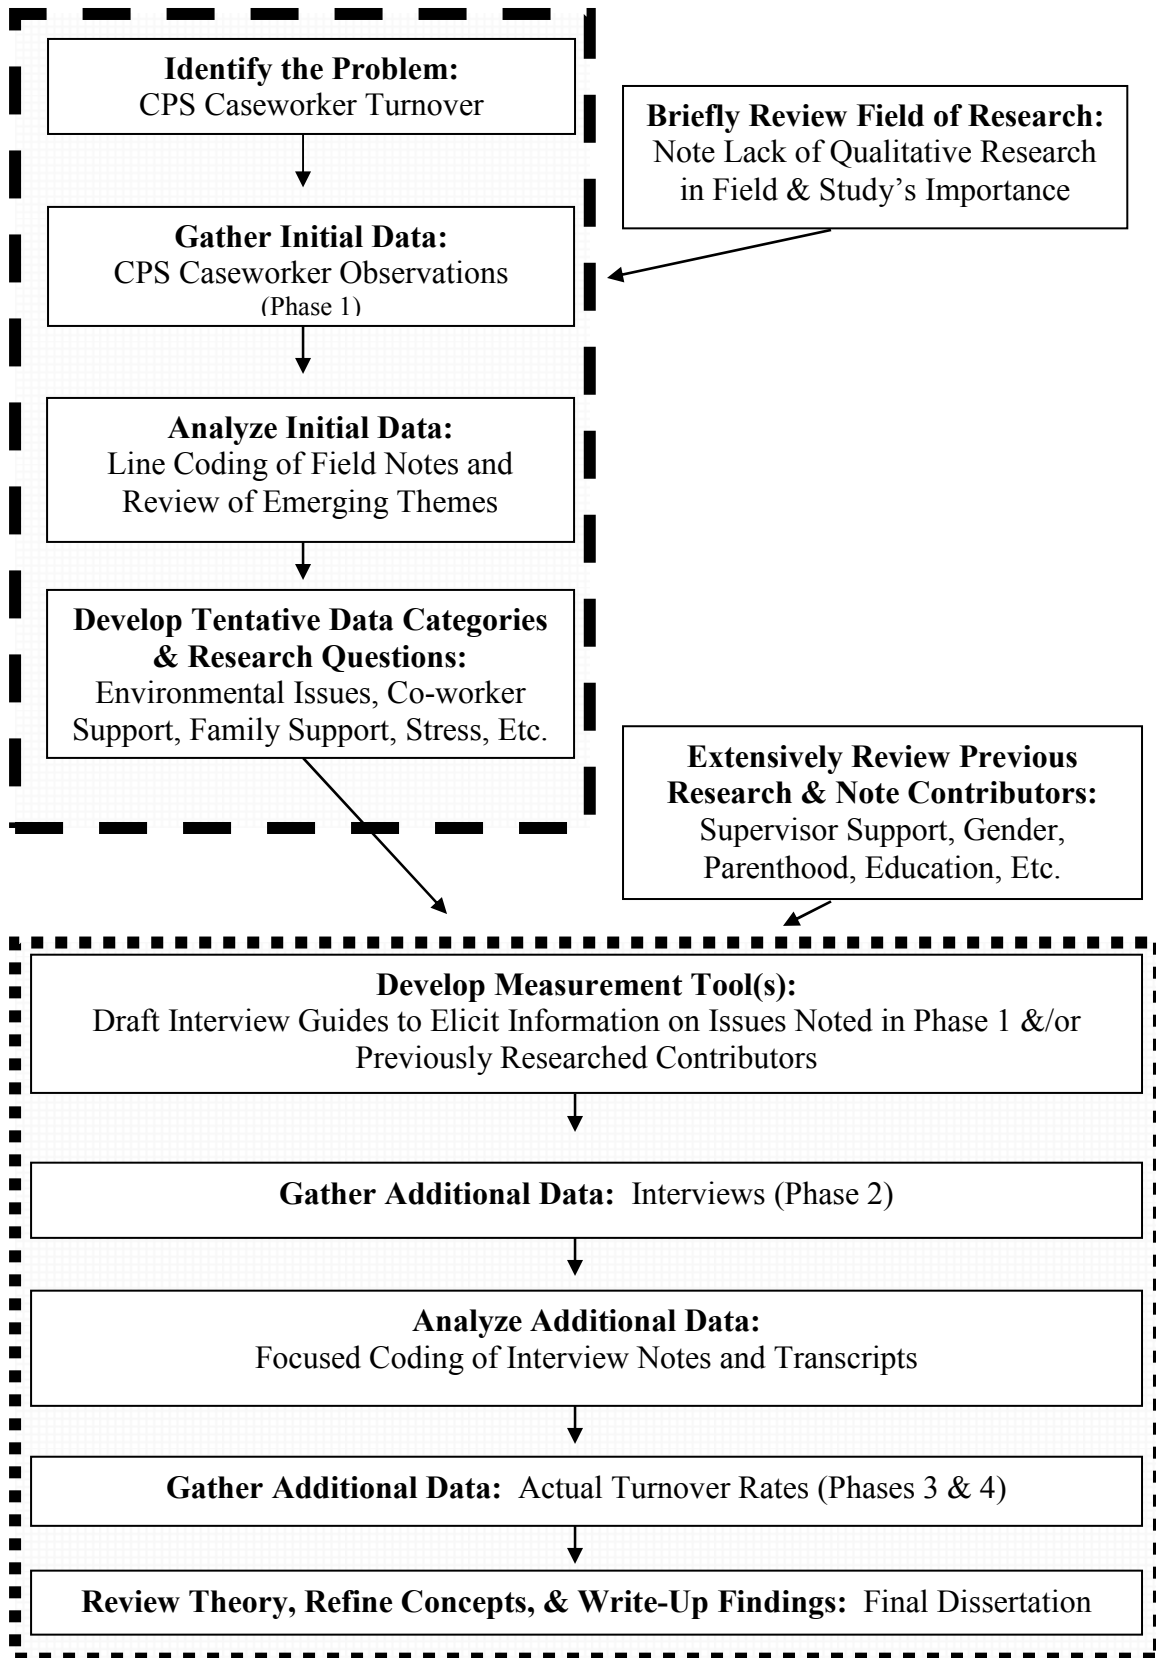 Identify the Problem:
CPS Caseworker Turnover
Briefly Review Field of Research:
Note Lack of Qualitative Research
in Field & Study’s Importance
Gather Initial Data:
CPS Caseworker Observations
(Phase 1)
Analyze Initial Data:
Line Coding of Field Notes and
Review of Emerging Themes
Develop Tentative Data Categories
& Research Questions:
Environmental Issues, Co-worker
Support, Family Support, Stress, Etc.
Extensively Review Previous
Research & Note Contributors:
Supervisor Support, Gender,
Parenthood, Education, Etc.
Develop Measurement Tool(s):
Draft Interview Guides to Elicit Information on Issues Noted in Phase 1 &/or
Previously Researched Contributors
Gather Additional Data:  Interviews (Phase 2)
Analyze Additional Data:
Focused Coding of Interview Notes and Transcripts
Gather Additional Data:  Actual Turnover Rates (Phases 3 & 4)
Review Theory, Refine Concepts, & Write-Up Findings:  Final Dissertation